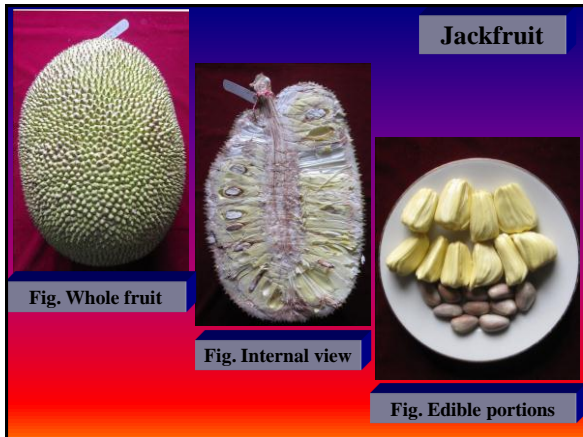 Jackfruit
Fig. Whole fruit
Fig. Internal view
Fig. Edible portions